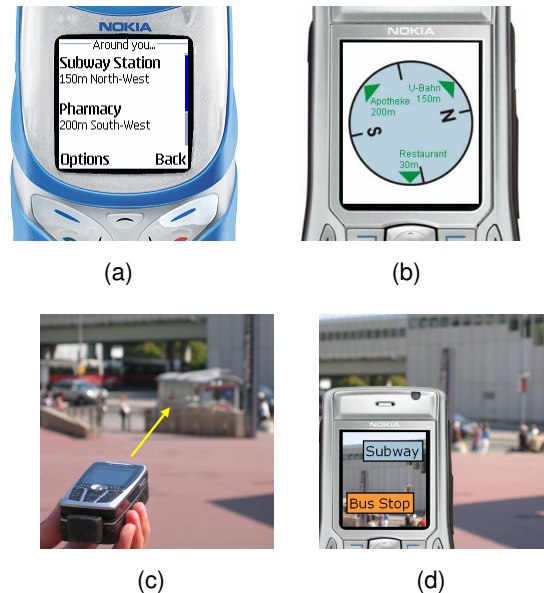 NOKIA
Around you...
Subway Station
150m North-West
Pharmacy
200m South-West
Options Back
(a)
NOKIA
U-Bahn
150m
Apotheke
200m
N
S
Restaurant
30m
(b)
(c)
NOKIA
Subway
Bus Stop
(d)